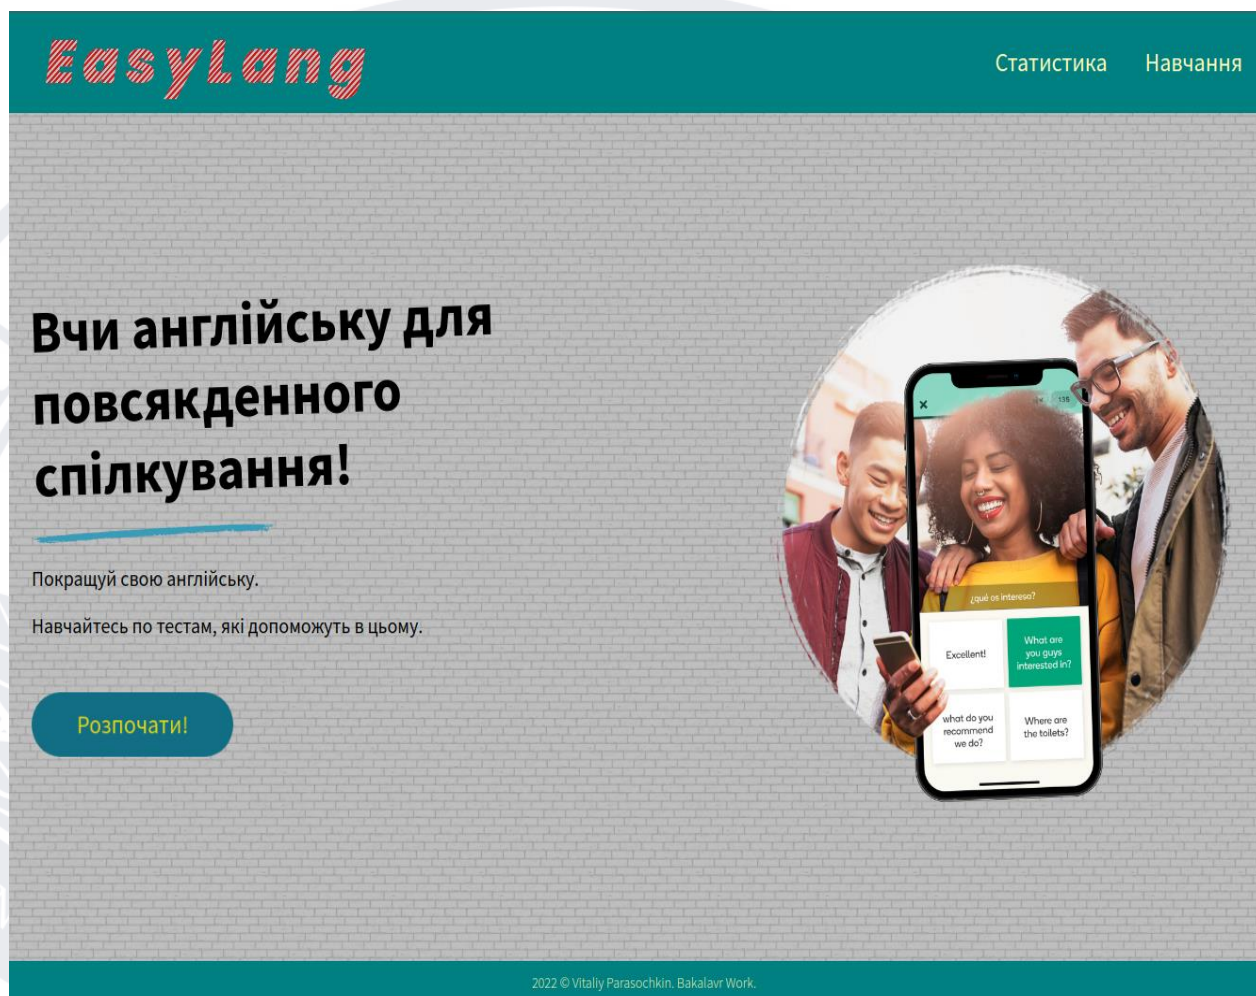 EasyLang
Статистика Навчання
Вчи англійську для
повсякденного
спілкування!
Покращуй свою англійську.
Навчайтесь по тестам, які допоможуть в цьому.
Розпочати!
135
¿qué os intereso?
Excellent!
What are
you guys
interested in?
what do you
recommend
we do?
Where are
the toilets?
2022 © Vitaliy Parasochkin. Bakalavr Work.